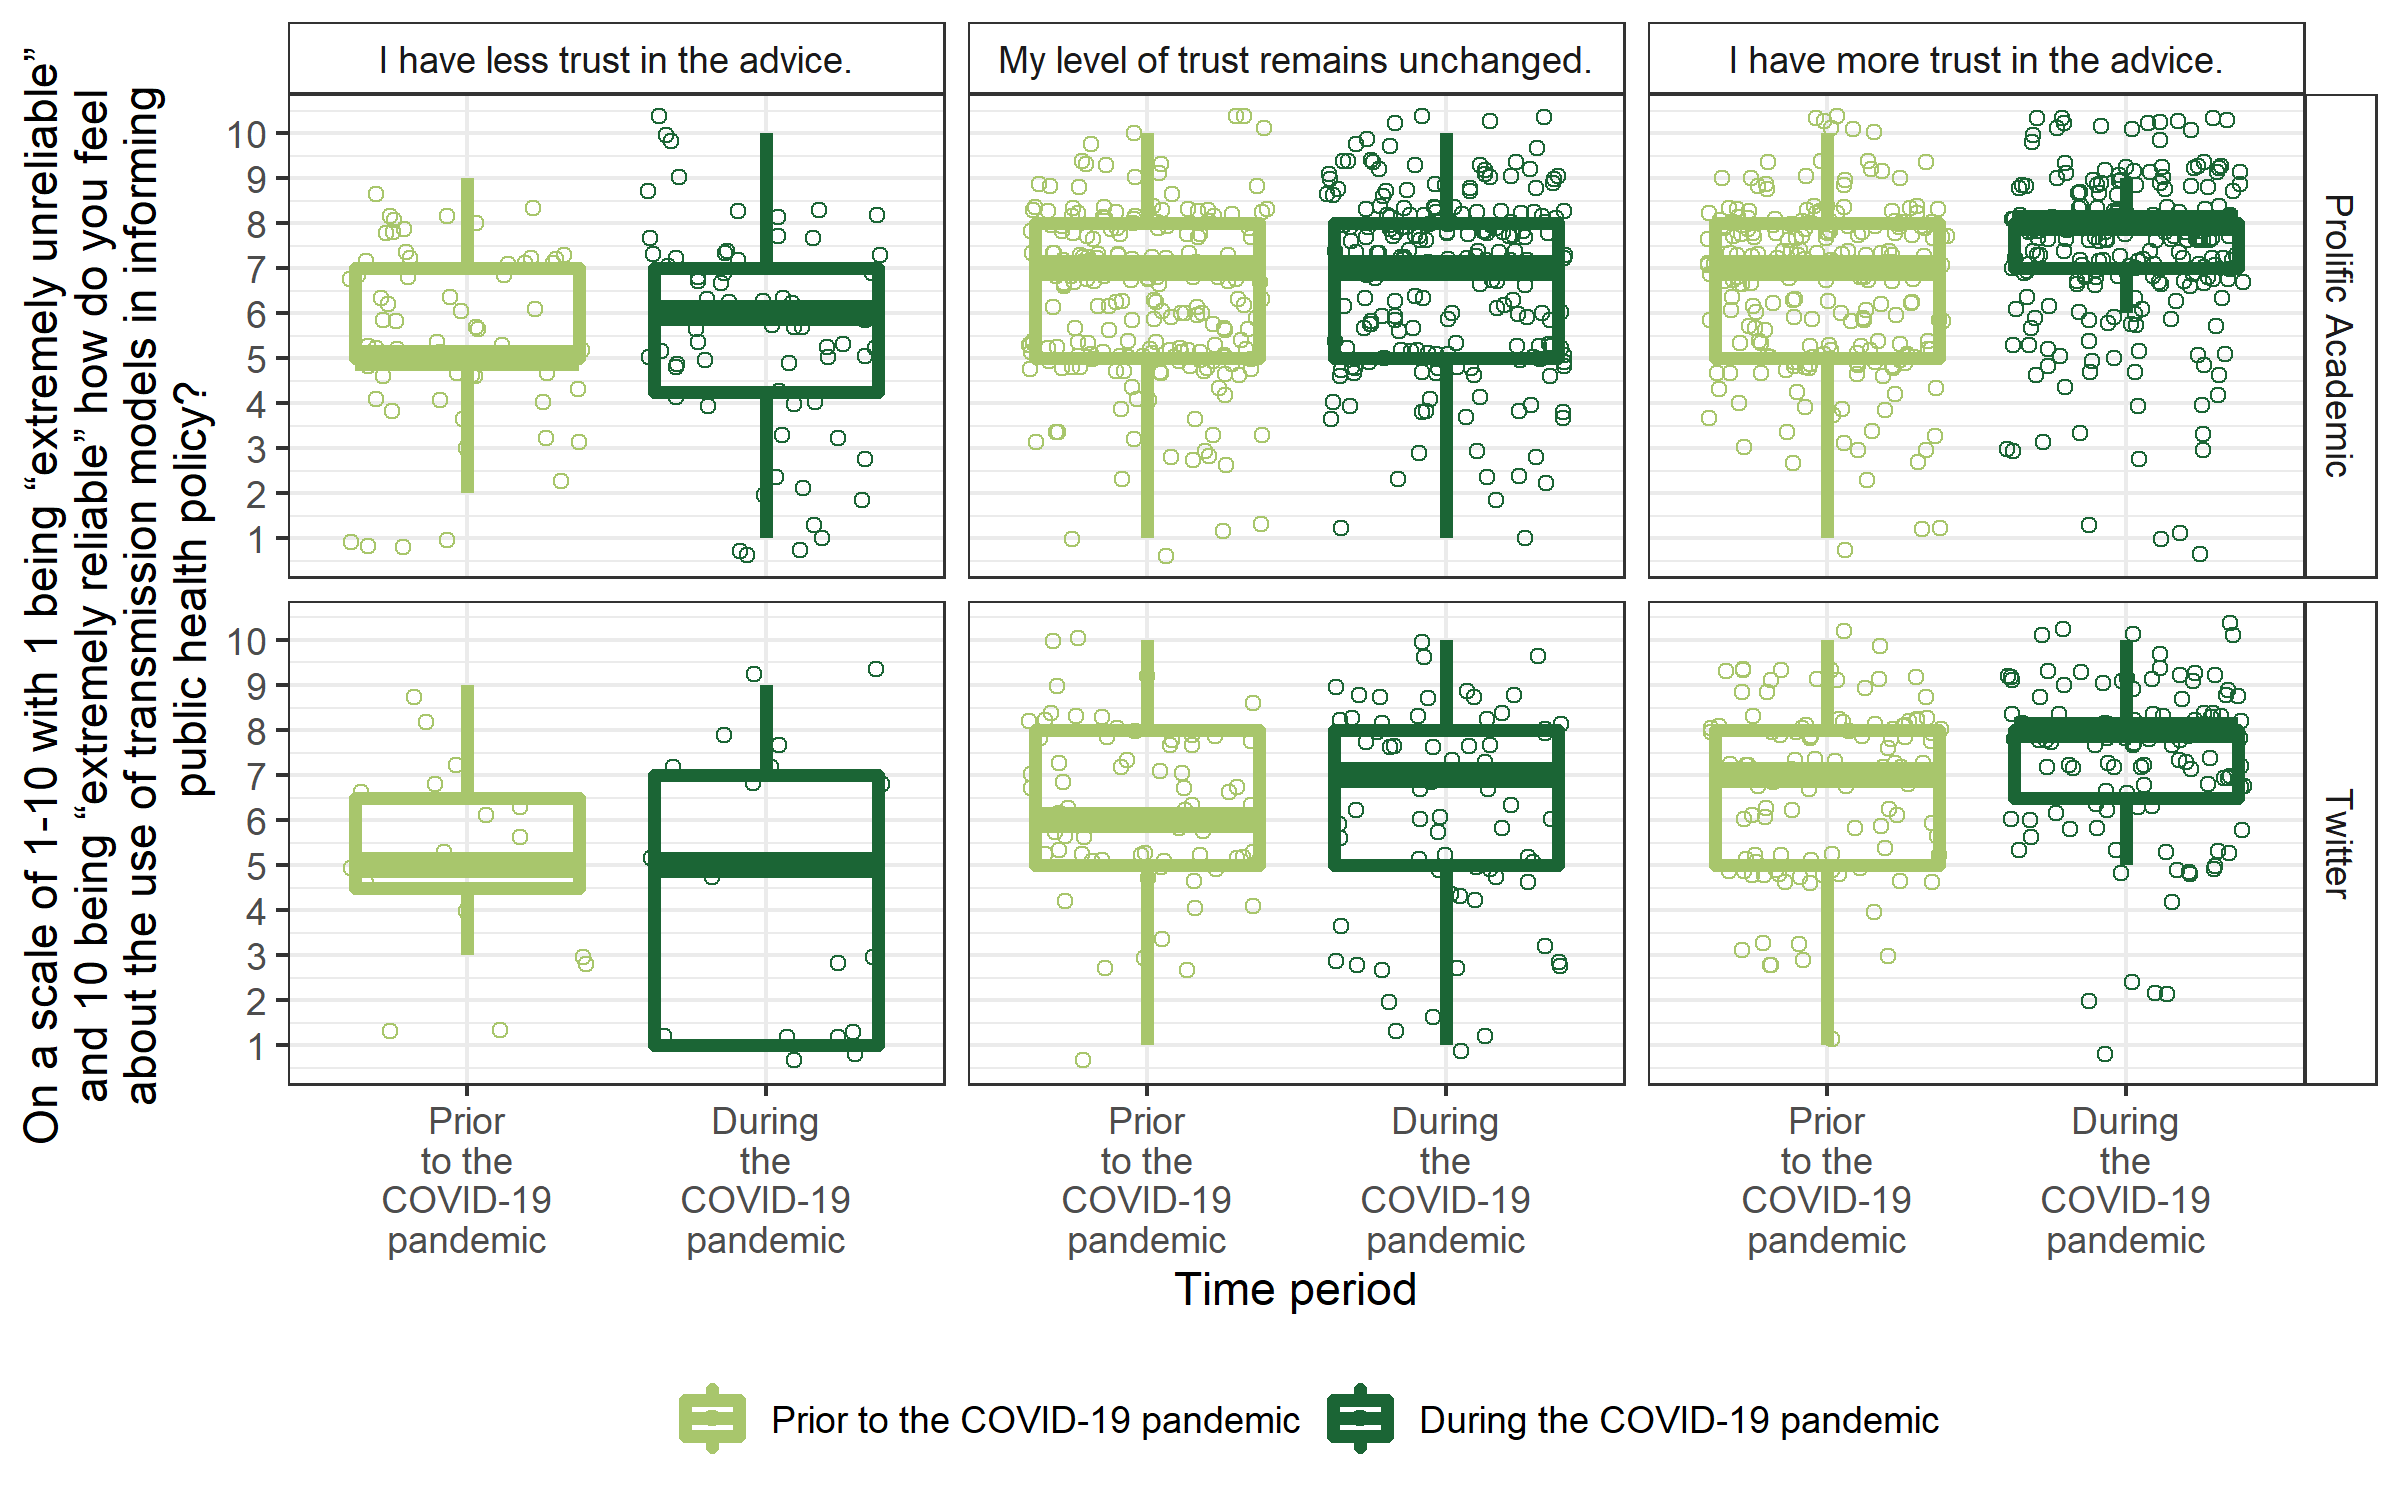 On a scale of 1-10 with 1 being “extremely unreliable”
and 10 being “extremely reliable” how do you feel
about the use of transmission models in informing
public health policy?
I have less trust in the advice.
My level of trust remains unchanged.
I have more trust in the advice.
10
9
8
7
6
5
4
3
2
1
Prolific Academic
10
9
8
7
6
5
4
3
2
1
Twitter
Prior
to the
COVID-19
pandemic
During
the
COVID-19
pandemic
Prior
to the
COVID-19
pandemic
During
the
COVID-19
pandemic
Prior
to the
COVID-19
pandemic
During
the
COVID-19
pandemic
Time period
Prior to the COVID-19 pandemic
During the COVID-19 pandemic